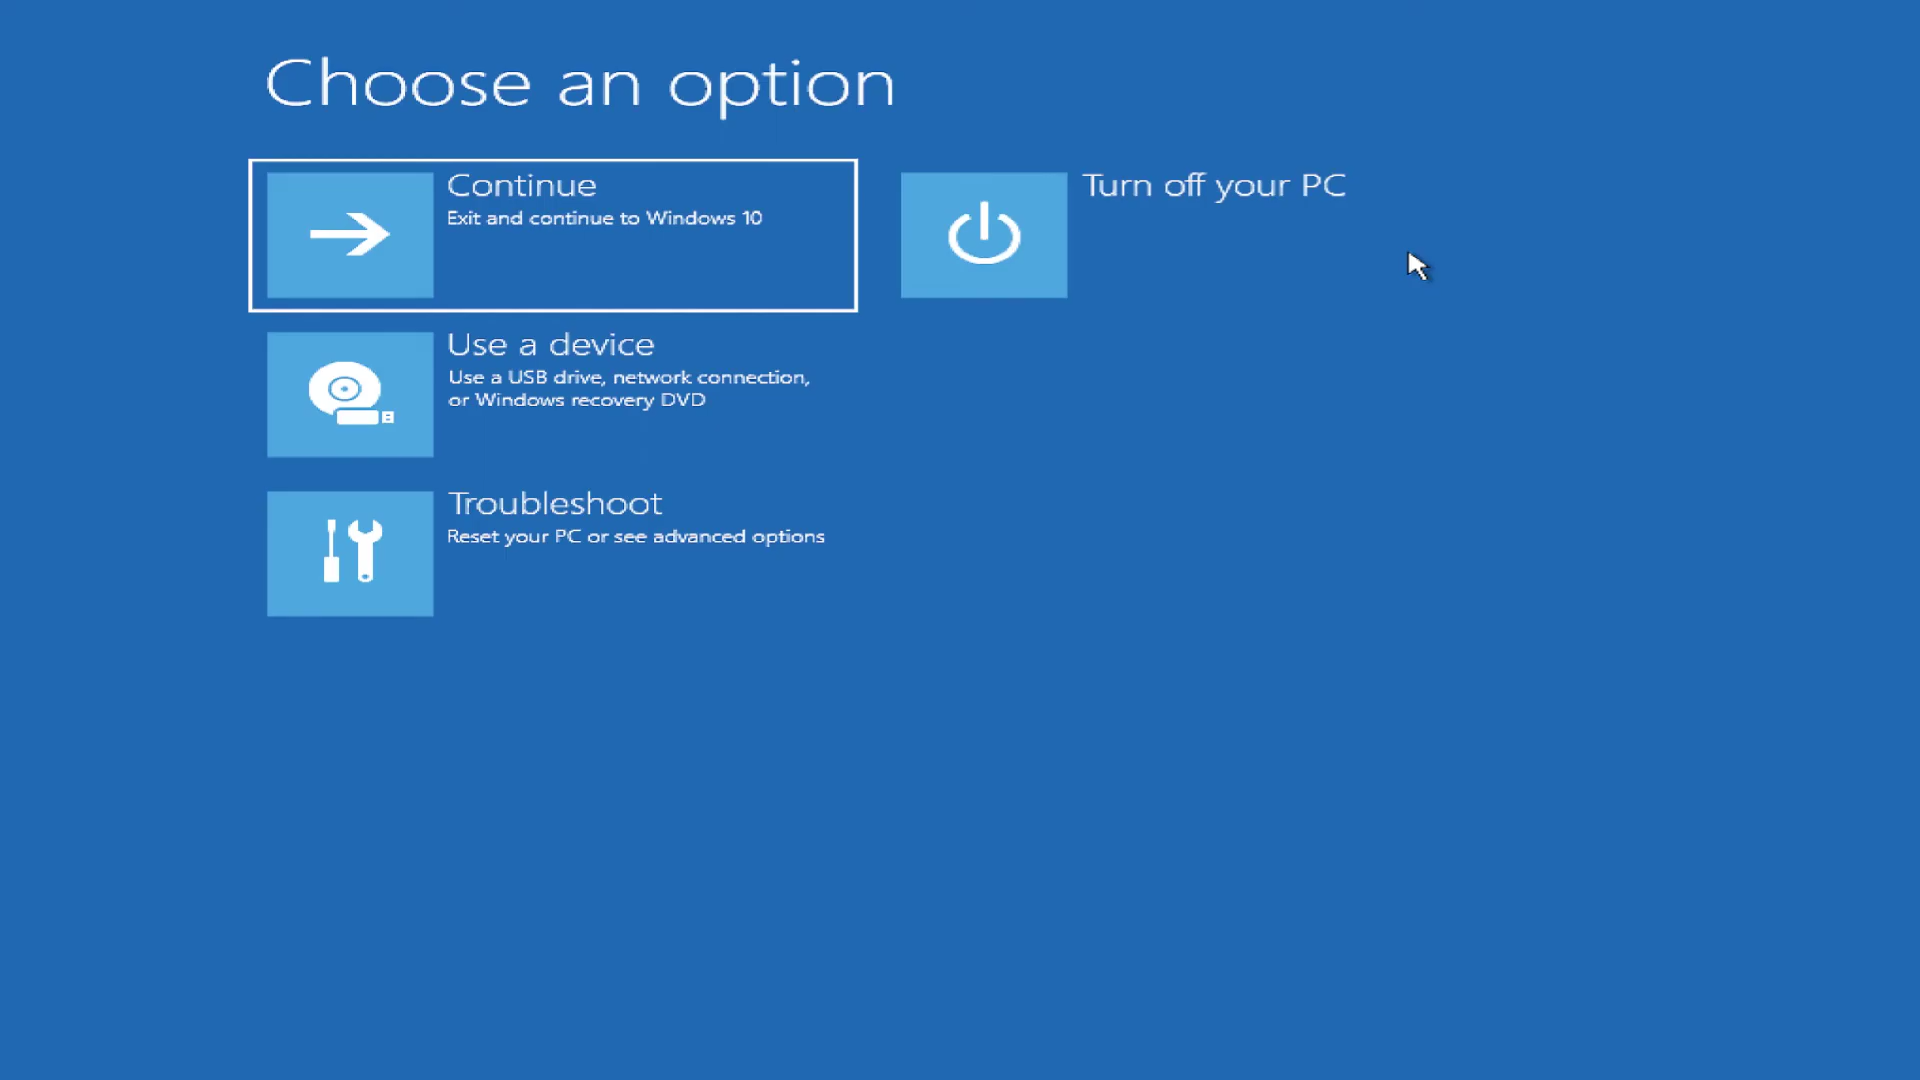 Choose an option
Continue
Exit and continue to Windows 10
Turn off your PC
Use a device
Use a USB drive, network connection,
or Windows recovery DVD
Troubleshoot
Reset your PC or see advanced options